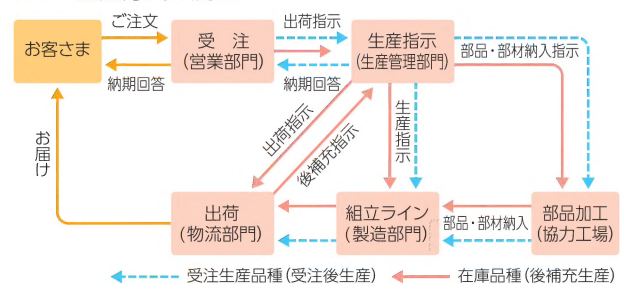 ご注文
出荷指示
お客さま
受 注
(営業部門)
生産指示
(生産管理部門)
部品・部材納入指示
納期回答
納期回答
お届け
出荷指示
後補充指示
生産指示
出荷
(物流部門)
組立ライン
(製造部門)
部品・部材納入
部品加工
(協力工場)
受注生産品種(受注後生産)
在庫品種(後補充生産)